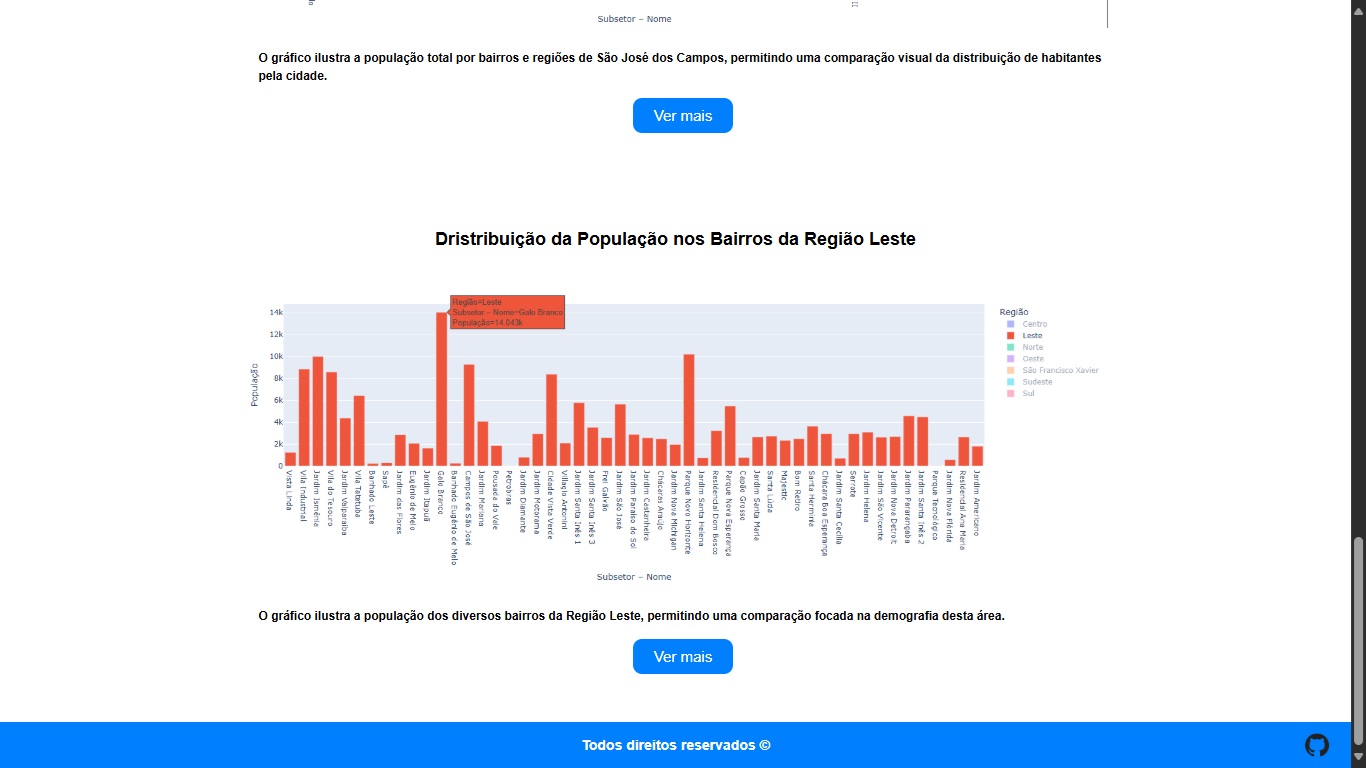 Subsetor – Nome
O gráfico ilustra a população total por bairros e regiões de São José dos Campos, permitindo uma comparação visual da distribuição de habitantes
pela cidade.
Ver mais
Dristribuição da População nos Bairros da Região Leste
Região=Leste
Subsetor – Nome=Galo Branco
População=14.043k
Região
Centro
Leste
Norte
Oeste
São Francisco Xavier
Sudeste
Sul
População
14k
12k
10k
8k
6k
4k
2k
0
Vista Linda
Vila Industrial
Jardim Ismênia
Vila do Tesouro
Jardim Valparaíba
Vila Tatetuba
Banhado Leste
Sapê
Jardim das Flores
Eugênio de Melo
Jardim Itapuã
Galo Branco
Banhado Eugênio de Melo
Campos de São José
Jardim Mariana
Pousada do Vale
Petrobras
Jardim Diamante
Jardim Motorama
Cidade Vista Verde
Villagio Antonini
Jardim Santa Inês 1
Jardim Santa Inês 3
Frei Galvão
Jardim São José
Jardim Paraíso do Sol
Jardim Castanheira
Chácaras Araújo
Jardim Nova Michigan
Parque Novo Horizonte
Jardim Santa Helena
Residencial Dom Bosco
Parque Nova Esperança
Capão Grosso
Jardim Santa Maria
Santa Lúcia
Majestic
Bom Retiro
Santa Hermínia
Chácara Boa Esperança
Jardim Santa Cecília
Serrote
Jardim Helena
Jardim São Vicente
Jardim Nova Detroit
Jardim Pararangaba
Jardim Santa Inês 2
Parque Tecnológico
Jardim Nova Flórida
Residencial Ana Maria
Jardim Americano
Subsetor – Nome
O gráfico ilustra a população dos diversos bairros da Região Leste, permitindo uma comparação focada na demografia desta área.
Ver mais
Todos direitos reservados ©